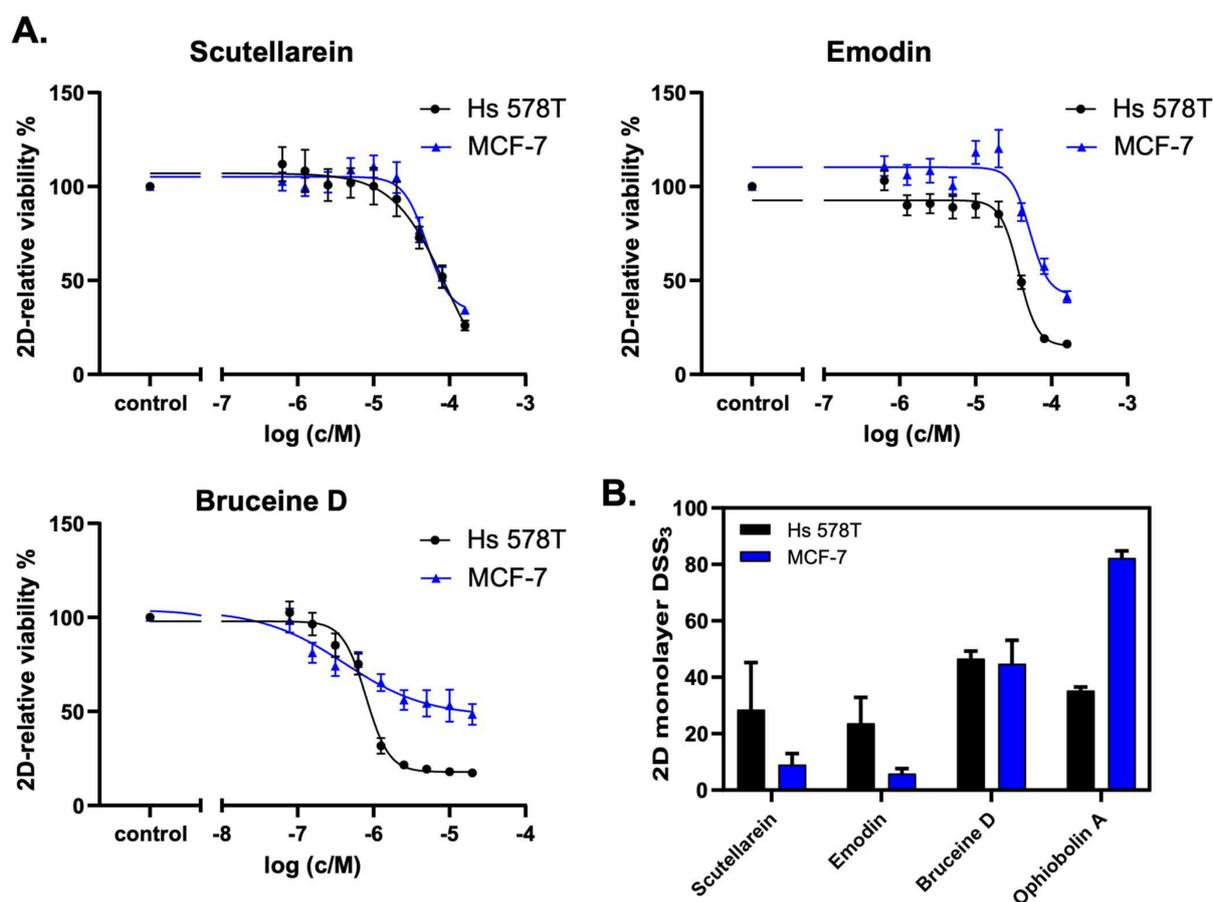 A.
Scutellarein
2D-relative viability %
150
100
50
0
Hs 578T
MCF-7
control -7 -6 -5 -4 -3
log (c/M)
Emodin
2D-relative viability %
150
100
50
0
Hs 578T
MCF-7
control -7 -6 -5 -4 -3
log (c/M)
Bruceine D
2D-relative viability %
150
100
50
0
Hs 578T
MCF-7
control -8 -7 -6 -5 -4
log (c/M)
B.
2D monolayer DSS₃
100
80
60
40
20
0
Hs 578T
MCF-7
Scutellarein
Emodin
Bruceine D
Ophiobolin A